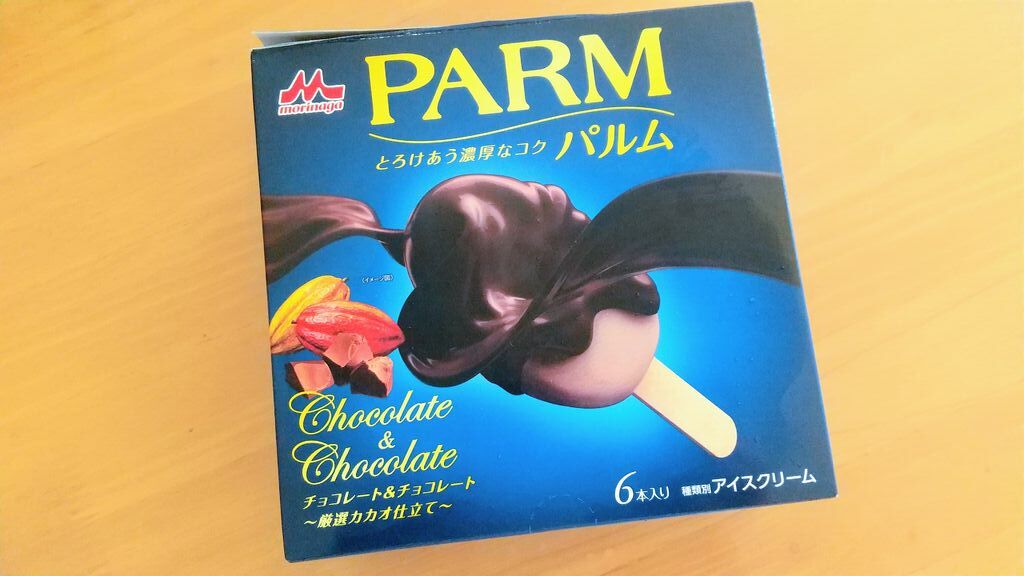 morinaga
PARM
とろけあう濃厚なコク パルム
(イメージ図)
Chocolate
&
Chocolate
チョコレート&チョコレート
～厳選カカオ仕立て～
6本入り 種類別 アイスクリーム